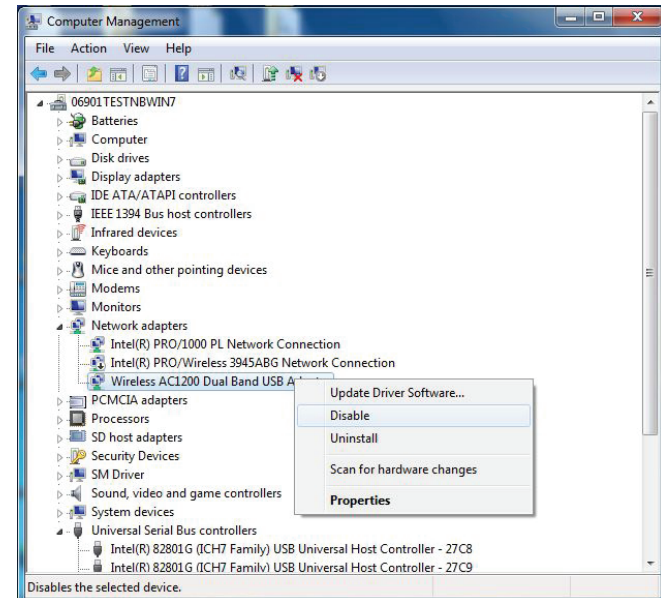 Computer Management
File Action View Help
06901TESTNBWIN7
Batteries
Computer
Disk drives
Display adapters
IDE ATA/ATAPI controllers
IEEE 1394 Bus host controllers
Infrared devices
Keyboards
Mice and other pointing devices
Modems
Monitors
Network adapters
Intel(R) PRO/1000 PL Network Connection
Intel(R) PRO/Wireless 3945ABG Network Connection
Wireless AC1200 Dual Band USB
PCMCIA adapters
Processors
SD host adapters
Security Devices
SM Driver
Sound, video and game controllers
System devices
Universal Serial Bus controllers
Intel(R) 82801G (ICH7 Family) USB Universal Host Controller - 27C8
Intel(R) 82801G (ICH7 Family) USB Universal Host Controller - 27C9
Update Driver Software...
Disable
Uninstall
Scan for hardware changes
Properties
Disables the selected device.